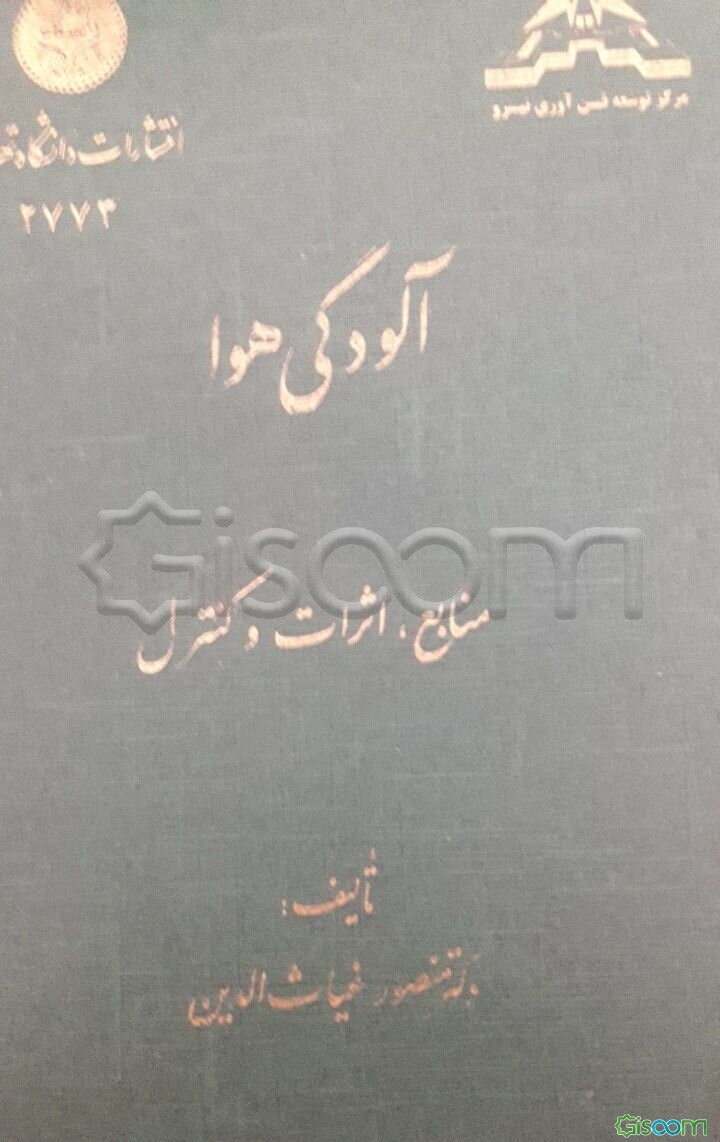 مرکز توسعه فن آوری نیرو
انتشارات دانشگاه
۲۷۷۳
آلودگی هوا
Gisoom
منابع، اثرات و کنترل
تألیف:
منصور غیاث الدین
Gisoom